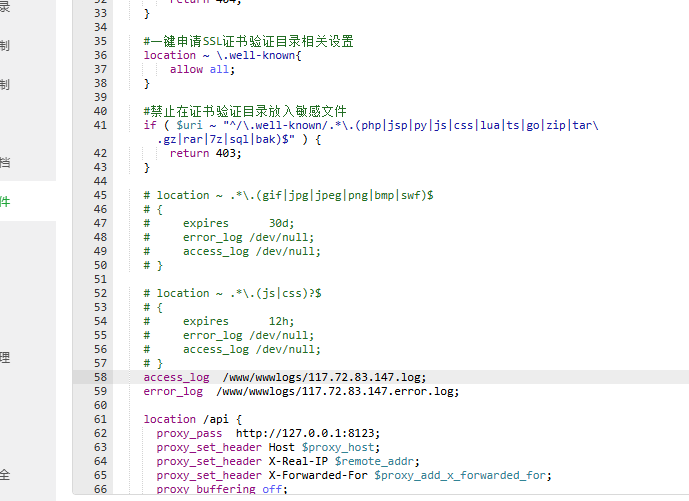 录
制
制
档
件
理
全
32 return 404;
33 }
34
35 #一键申请SSL证书验证目录相关设置
36 location ~ \.well-known{
37 allow all;
38 }
39
40 #禁止在证书验证目录放入敏感文件
41 if ( $uri ~ "^/\.well-known/.*\.(php|jsp|py|js|css|lua|ts|go|zip|tar\
.gz|rar|7z|sql|bak)$" ) {
42 return 403;
43 }
44
45 # location ~ .*\.(gif|jpg|jpeg|png|bmp|swf)$
46 # {
47 # expires 30d;
48 # error_log /dev/null;
49 # access_log /dev/null;
50 # }
51
52 # location ~ .*\.(js|css)?$
53 # {
54 # expires 12h;
55 # error_log /dev/null;
56 # access_log /dev/null;
57 # }
58 access_log /www/wwwlogs/117.72.83.147.log;
59 error_log /www/wwwlogs/117.72.83.147.error.log;
60
61 location /api {
62 proxy_pass http://127.0.0.1:8123;
63 proxy_set_header Host $proxy_host;
64 proxy_set_header X-Real-IP $remote_addr;
65 proxy_set_header X-Forwarded-For $proxy_add_x_forwarded_for;
66 proxy_buffering off;